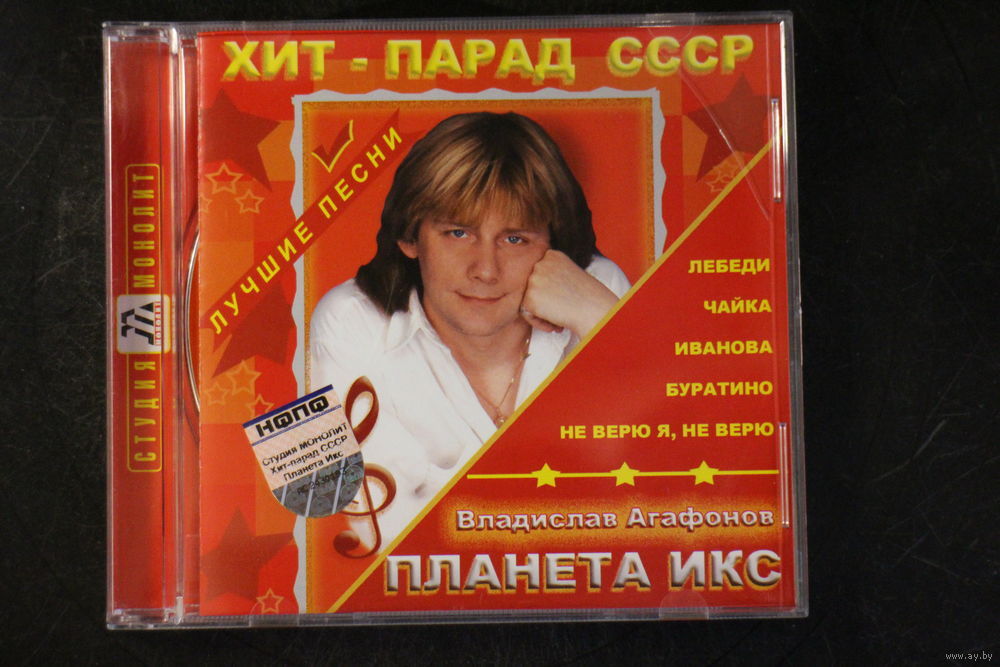 ХИТ - ПАРАД СССР
ЛУЧШИЕ ПЕСНИ
СТУДИЯ МОНОЛИТ
МОНОЛИТ
ЛЕБЕДИ
ЧАЙКА
ИВАНОВА
БУРАТИНО
НЕ ВЕРЮ Я, НЕ ВЕРЮ
НФПФ
Студия МОНОЛИТ
Хит-парад СССР
Планета Икс
Владислав Агафонов
ПЛАНЕТА ИКС
www.ay.by